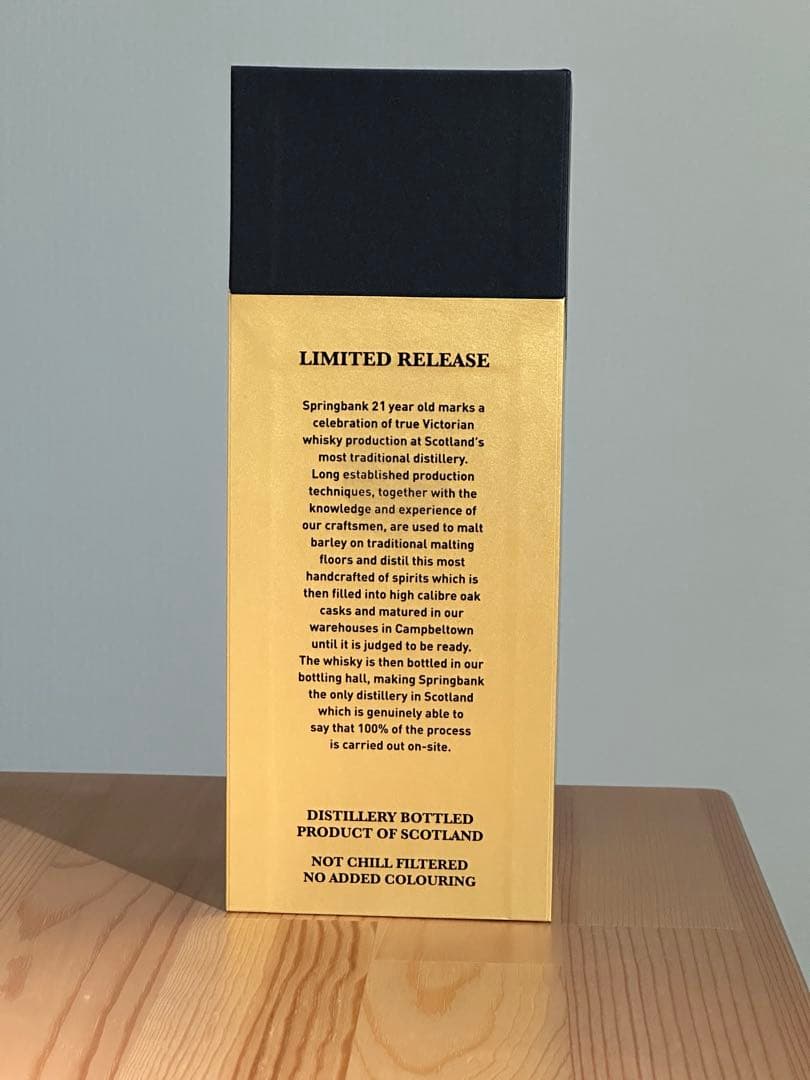 LIMITED RELEASE
Springbank 21 year old marks a
celebration of true Victorian
whisky production at Scotland's
most traditional distillery.
Long established production
techniques, together with the
knowledge and experience of
our craftsmen, are used to malt
barley on traditional malting
floors and distil this most
handcrafted of spirits which is
then filled into high calibre oak
casks and matured in our
warehouses in Campbeltown
until it is judged to be ready.
The whisky is then bottled in our
bottling hall, making Springbank
the only distillery in Scotland
which is genuinely able to
say that 100% of the process
is carried out on-site.
DISTILLERY BOTTLED
PRODUCT OF SCOTLAND
NOT CHILL FILTERED
NO ADDED COLOURING